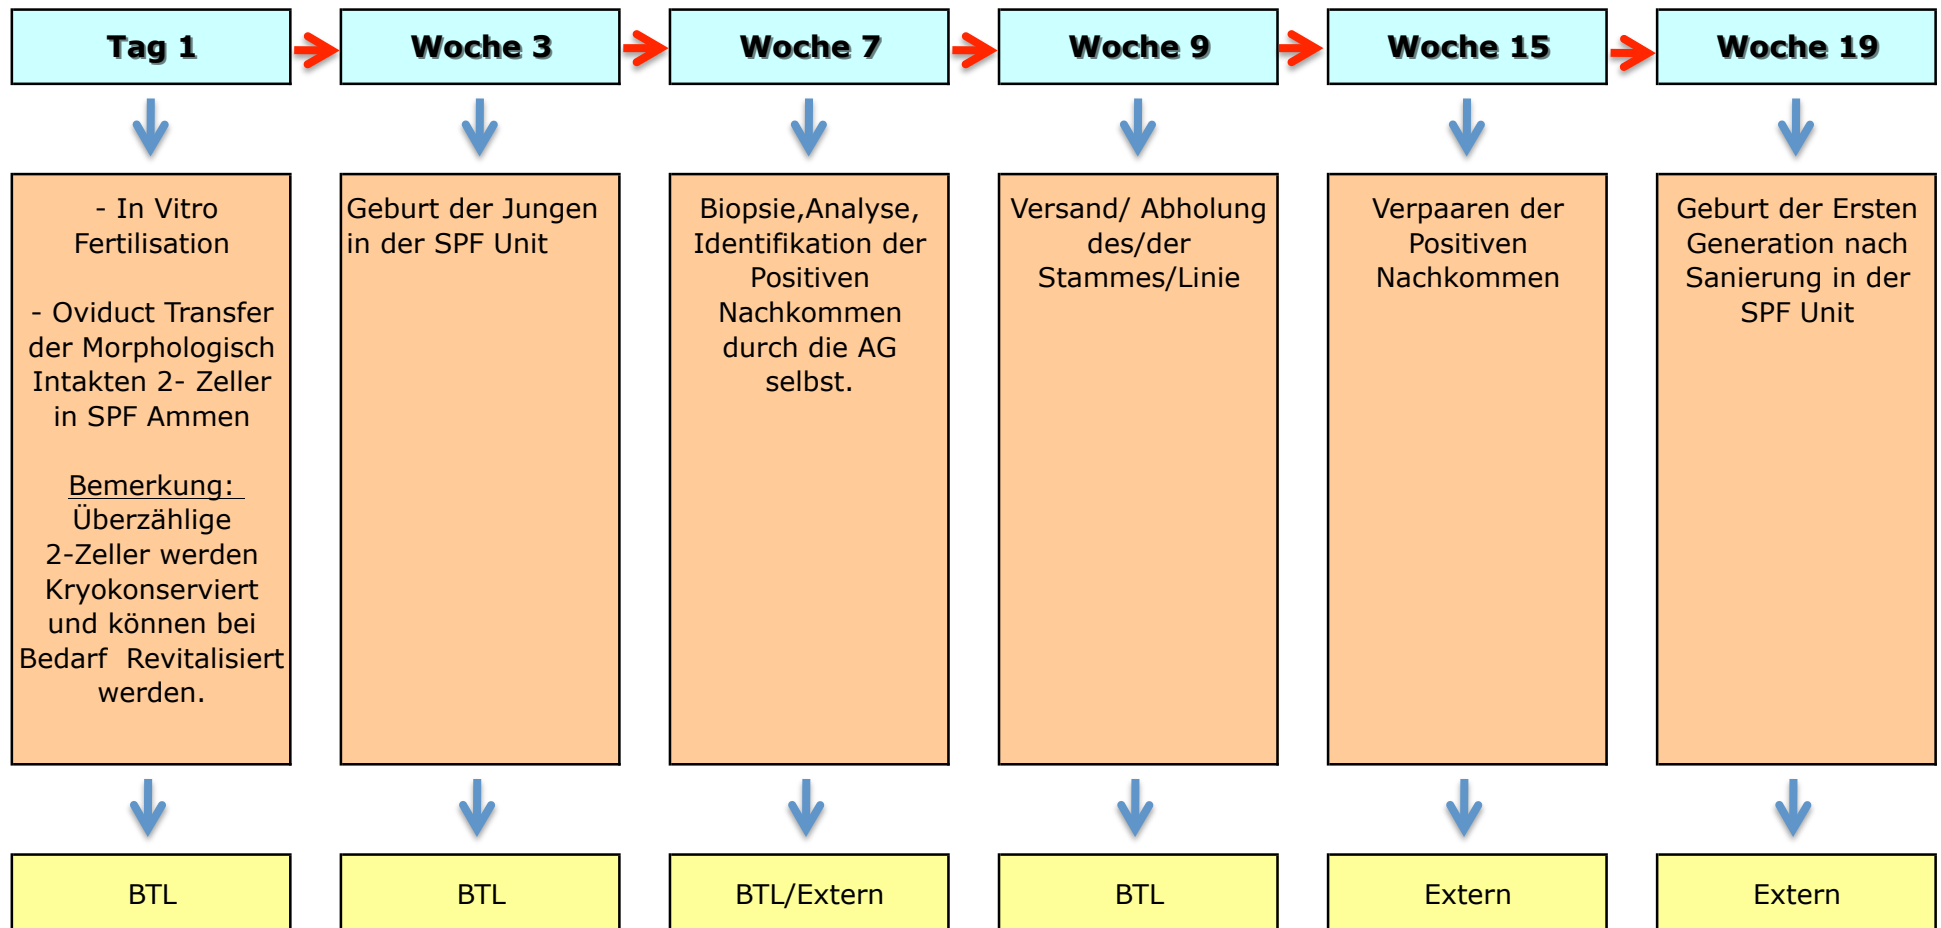 Tag 1
Woche 3
Woche 7
Woche 9
Woche 15
Woche 19
- In Vitro
Fertilisation
- Oviduct Transfer
der Morphologisch
Intakten 2- Zeller
in SPF Ammen
Bemerkung:
Überzählige
2-Zeller werden
Kryokonserviert
und können bei
Bedarf  Revitalisiert
werden.
Geburt der Jungen
in der SPF Unit
Biopsie,Analyse,
Identifikation der
Positiven
Nachkommen
durch die AG
selbst.
Versand/ Abholung
des/der
Stammes/Linie
Verpaaren der
Positiven
Nachkommen
Geburt der Ersten
Generation nach
Sanierung in der
SPF Unit
BTL
BTL
BTL/Extern
BTL
Extern
Extern